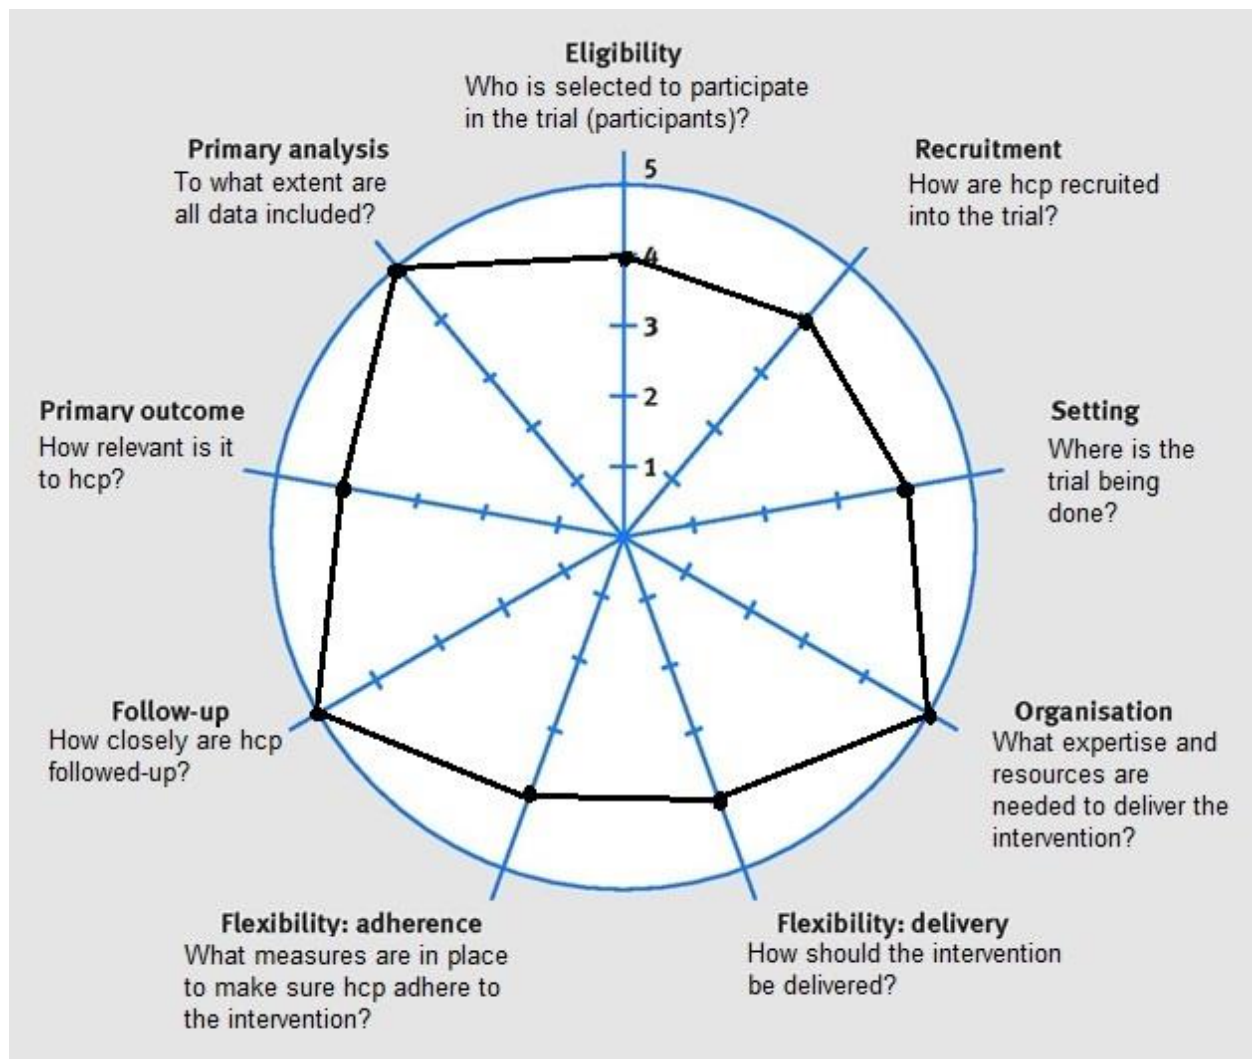 Eligibility
Who is selected to participate
in the trial (participants)?
Recruitment
How are hcp recruited
into the trial?
Setting
Where is the
trial being
done?
Organisation
What expertise and
resources are
needed to deliver the
intervention?
Flexibility: delivery
How should the intervention
be delivered?
Flexibility: adherence
What measures are in place
to make sure hcp adhere to
the intervention?
Follow-up
How closely are hcp
followed-up?
Primary outcome
How relevant is it
to hcp?
Primary analysis
To what extent are
all data included?
5
4
3
2
1